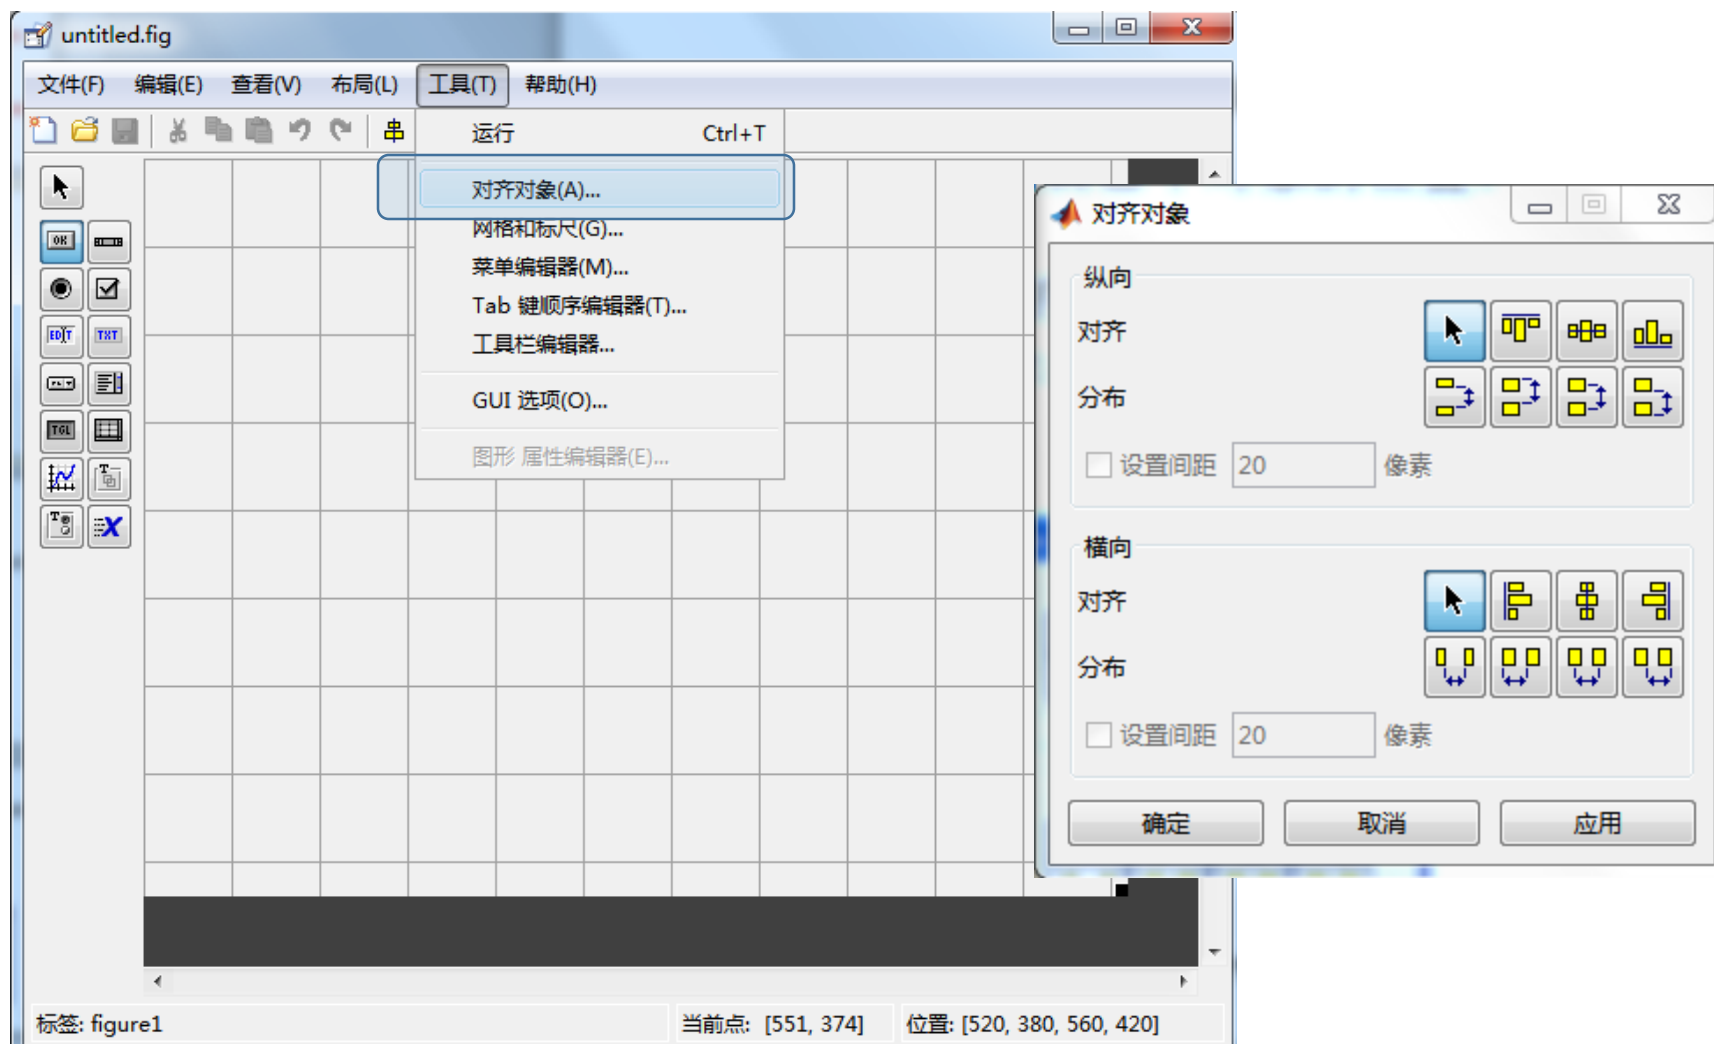 untitled.fig
文件(F) 编辑(E) 查看(V) 布局(L) 工具(T) 帮助(H)
运行 Ctrl+T
对齐对象(A)...
网格和标尺(G)...
菜单编辑器(M)...
Tab 键顺序编辑器(T)...
工具栏编辑器...
GUI 选项(O)...
图形 属性编辑器(E)...
OK
EDIT TXT
TGL
T
T
X
对齐对象
纵向
对齐
分布
设置间距 20 像素
横向
对齐
分布
设置间距 20 像素
确定 取消 应用
标签: figure1 当前点: [551, 374] 位置: [520, 380, 560, 420]